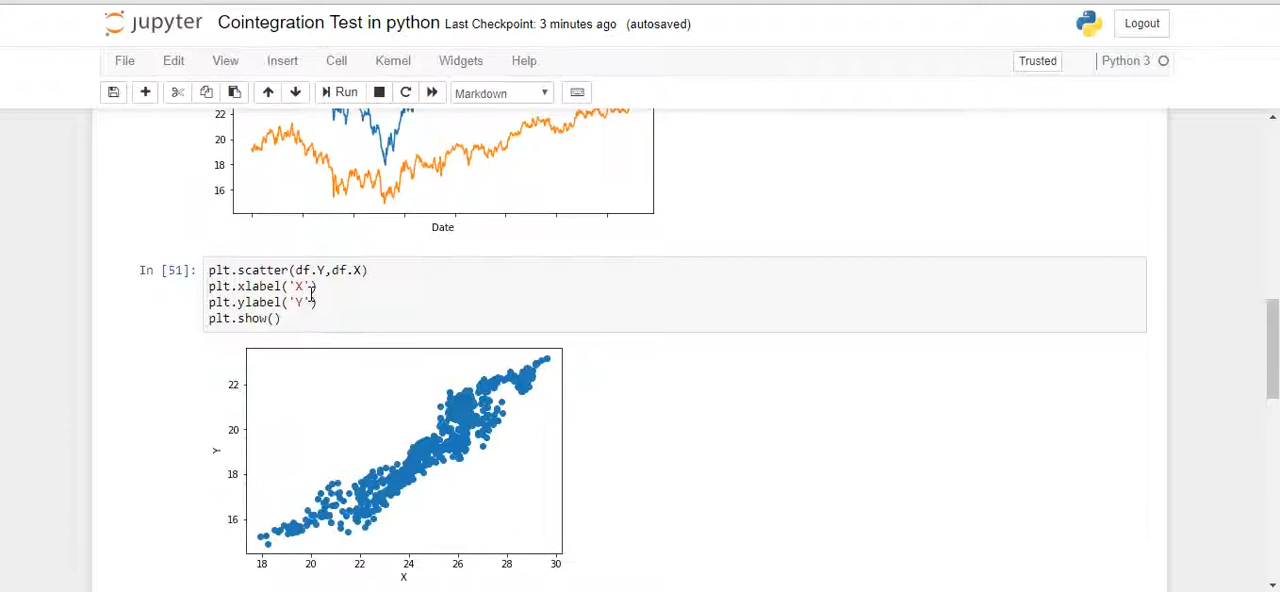 jupyter Cointegration Test in python Last Checkpoint: 3 minutes ago (autosaved) Logout
File Edit View Insert Cell Kernel Widgets Help Trusted Python 3
Run Markdown
22
20
18
16
Date
In [51]: plt.scatter(df.Y,df.X)
plt.xlabel('X')
plt.ylabel('Y')
plt.show()
22
20
18
16
Y
18 20 22 24 26 28 30
X